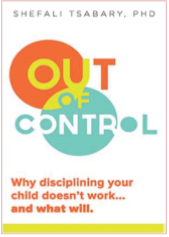 SHEFALI TSABARY, PHD
OUT
OF
CONTROL
Why disciplining your
child doesn't work...
and what will.